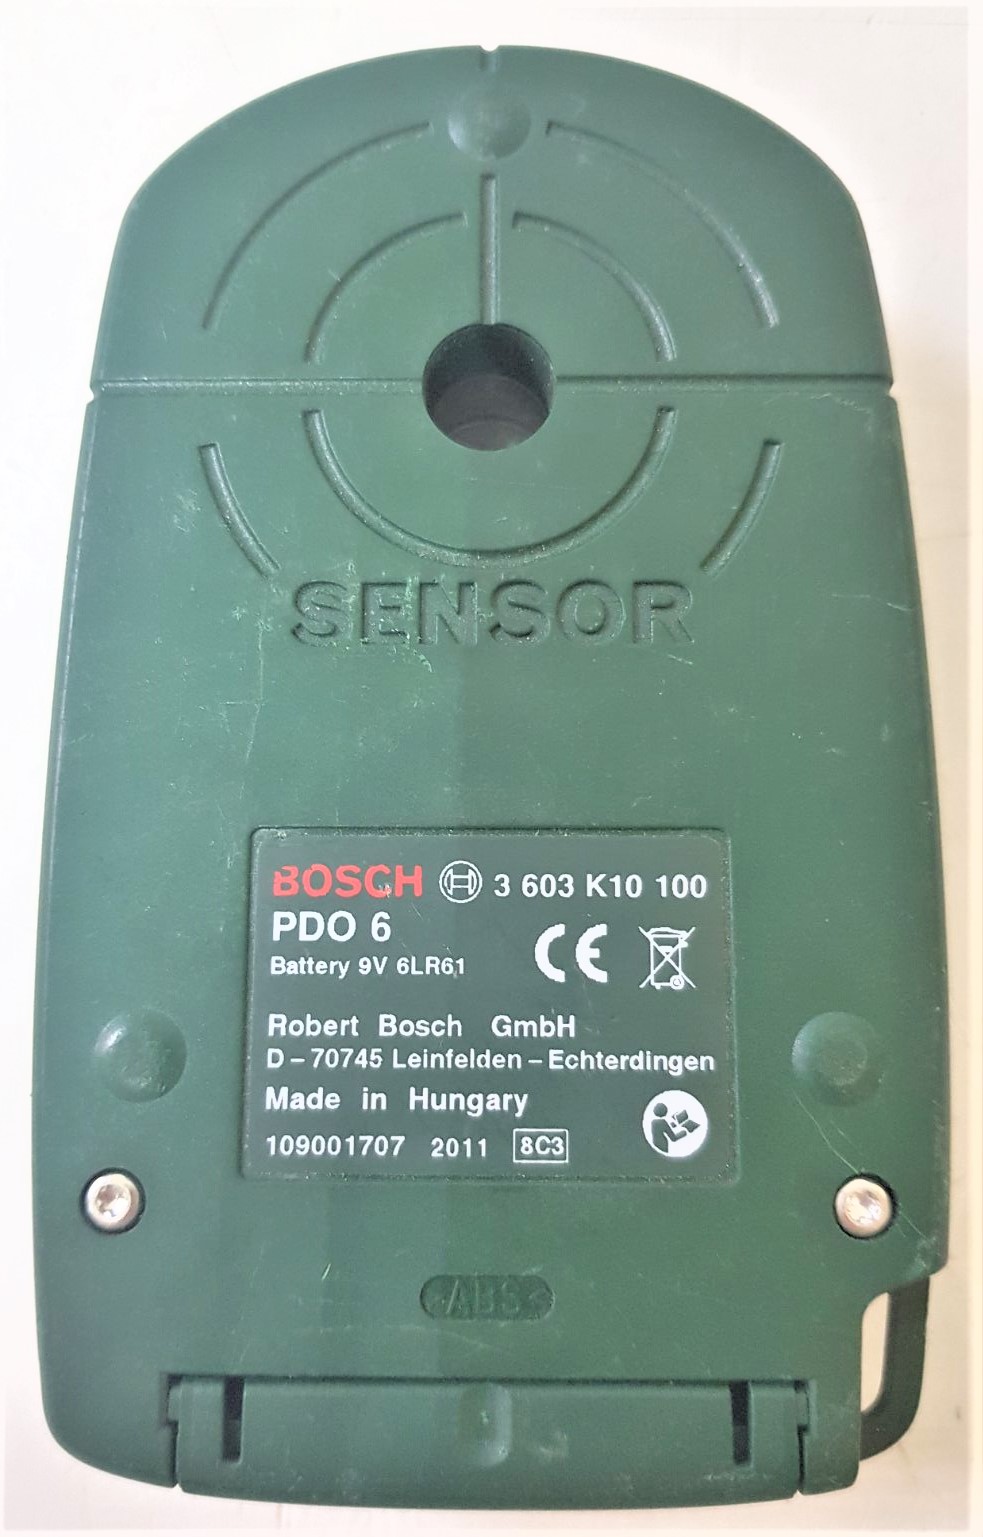 SENSOR
BOSCH 3 603 K10 100
PDO 6
CE
Battery 9V 6LR61
Robert Bosch GmbH
D – 70745 Leinfelden – Echterdingen
Made in Hungary
109001707 2011 8C3
>ABS<